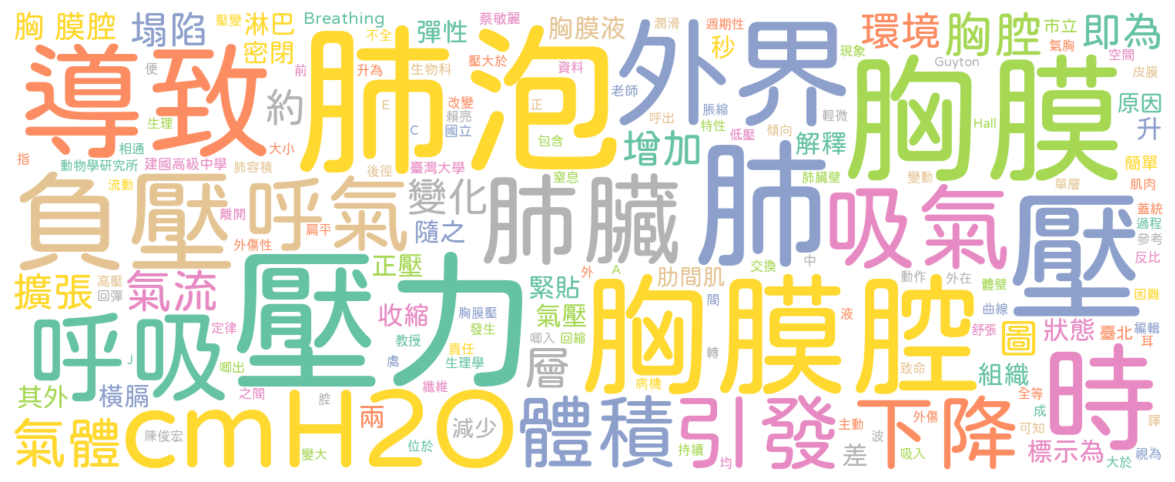 胸 膜腔
塌陷
壓變
淋巴
密閉
Breathing
不全
彈性
蔡敏麗
胸膜液
潤滑
週期性
秒
環境
胸腔
市立
氣胸
即為
導致
便
約
前
肺泡
升為
生物科
壓大於
資料
改變
賴亮
國立
E
C
正
包含
外界
老師
脹縮
特性
低壓
呼出
輕微
傾向
現象
Guyton
空間
皮膜
原因
升
胸膜
Hall
簡單
肌肉
生理
相通
指
動物學研究所
建國高級中學
大小
肺容積
後徑
臺灣大學
窒息
增加
解釋
肺臟壁
變動
單層
流動
負壓
離開
外傷性
呼氣
扁平
變化
隨之
肺臟
肺
吸氣
壓
蓋統
過程
參考
反比
擴張
高壓
回彈
氣流
正壓
壓力
收縮
胸膜壓
發生
教授
緊貼
外
A
氣壓
唧入
回縮
肋間肌
間
交換
中
動作
外在
體壁
曲線
舒張
困難
編輯
耳
狀態
臺北
圖
液
胸膜腔
呼吸
定律
唧出
J
處
責任
生理學
層
轉
病機
致命
組織
全等
成
可知
時
其外
橫膈
之間
腔
纖維
氣體
陳俊宏
cmH2O
變大
兩
減少
位於
體積
引發
持續
均
主動
波
外傷
差
下降
吸入
標示為
大於
視為
譯